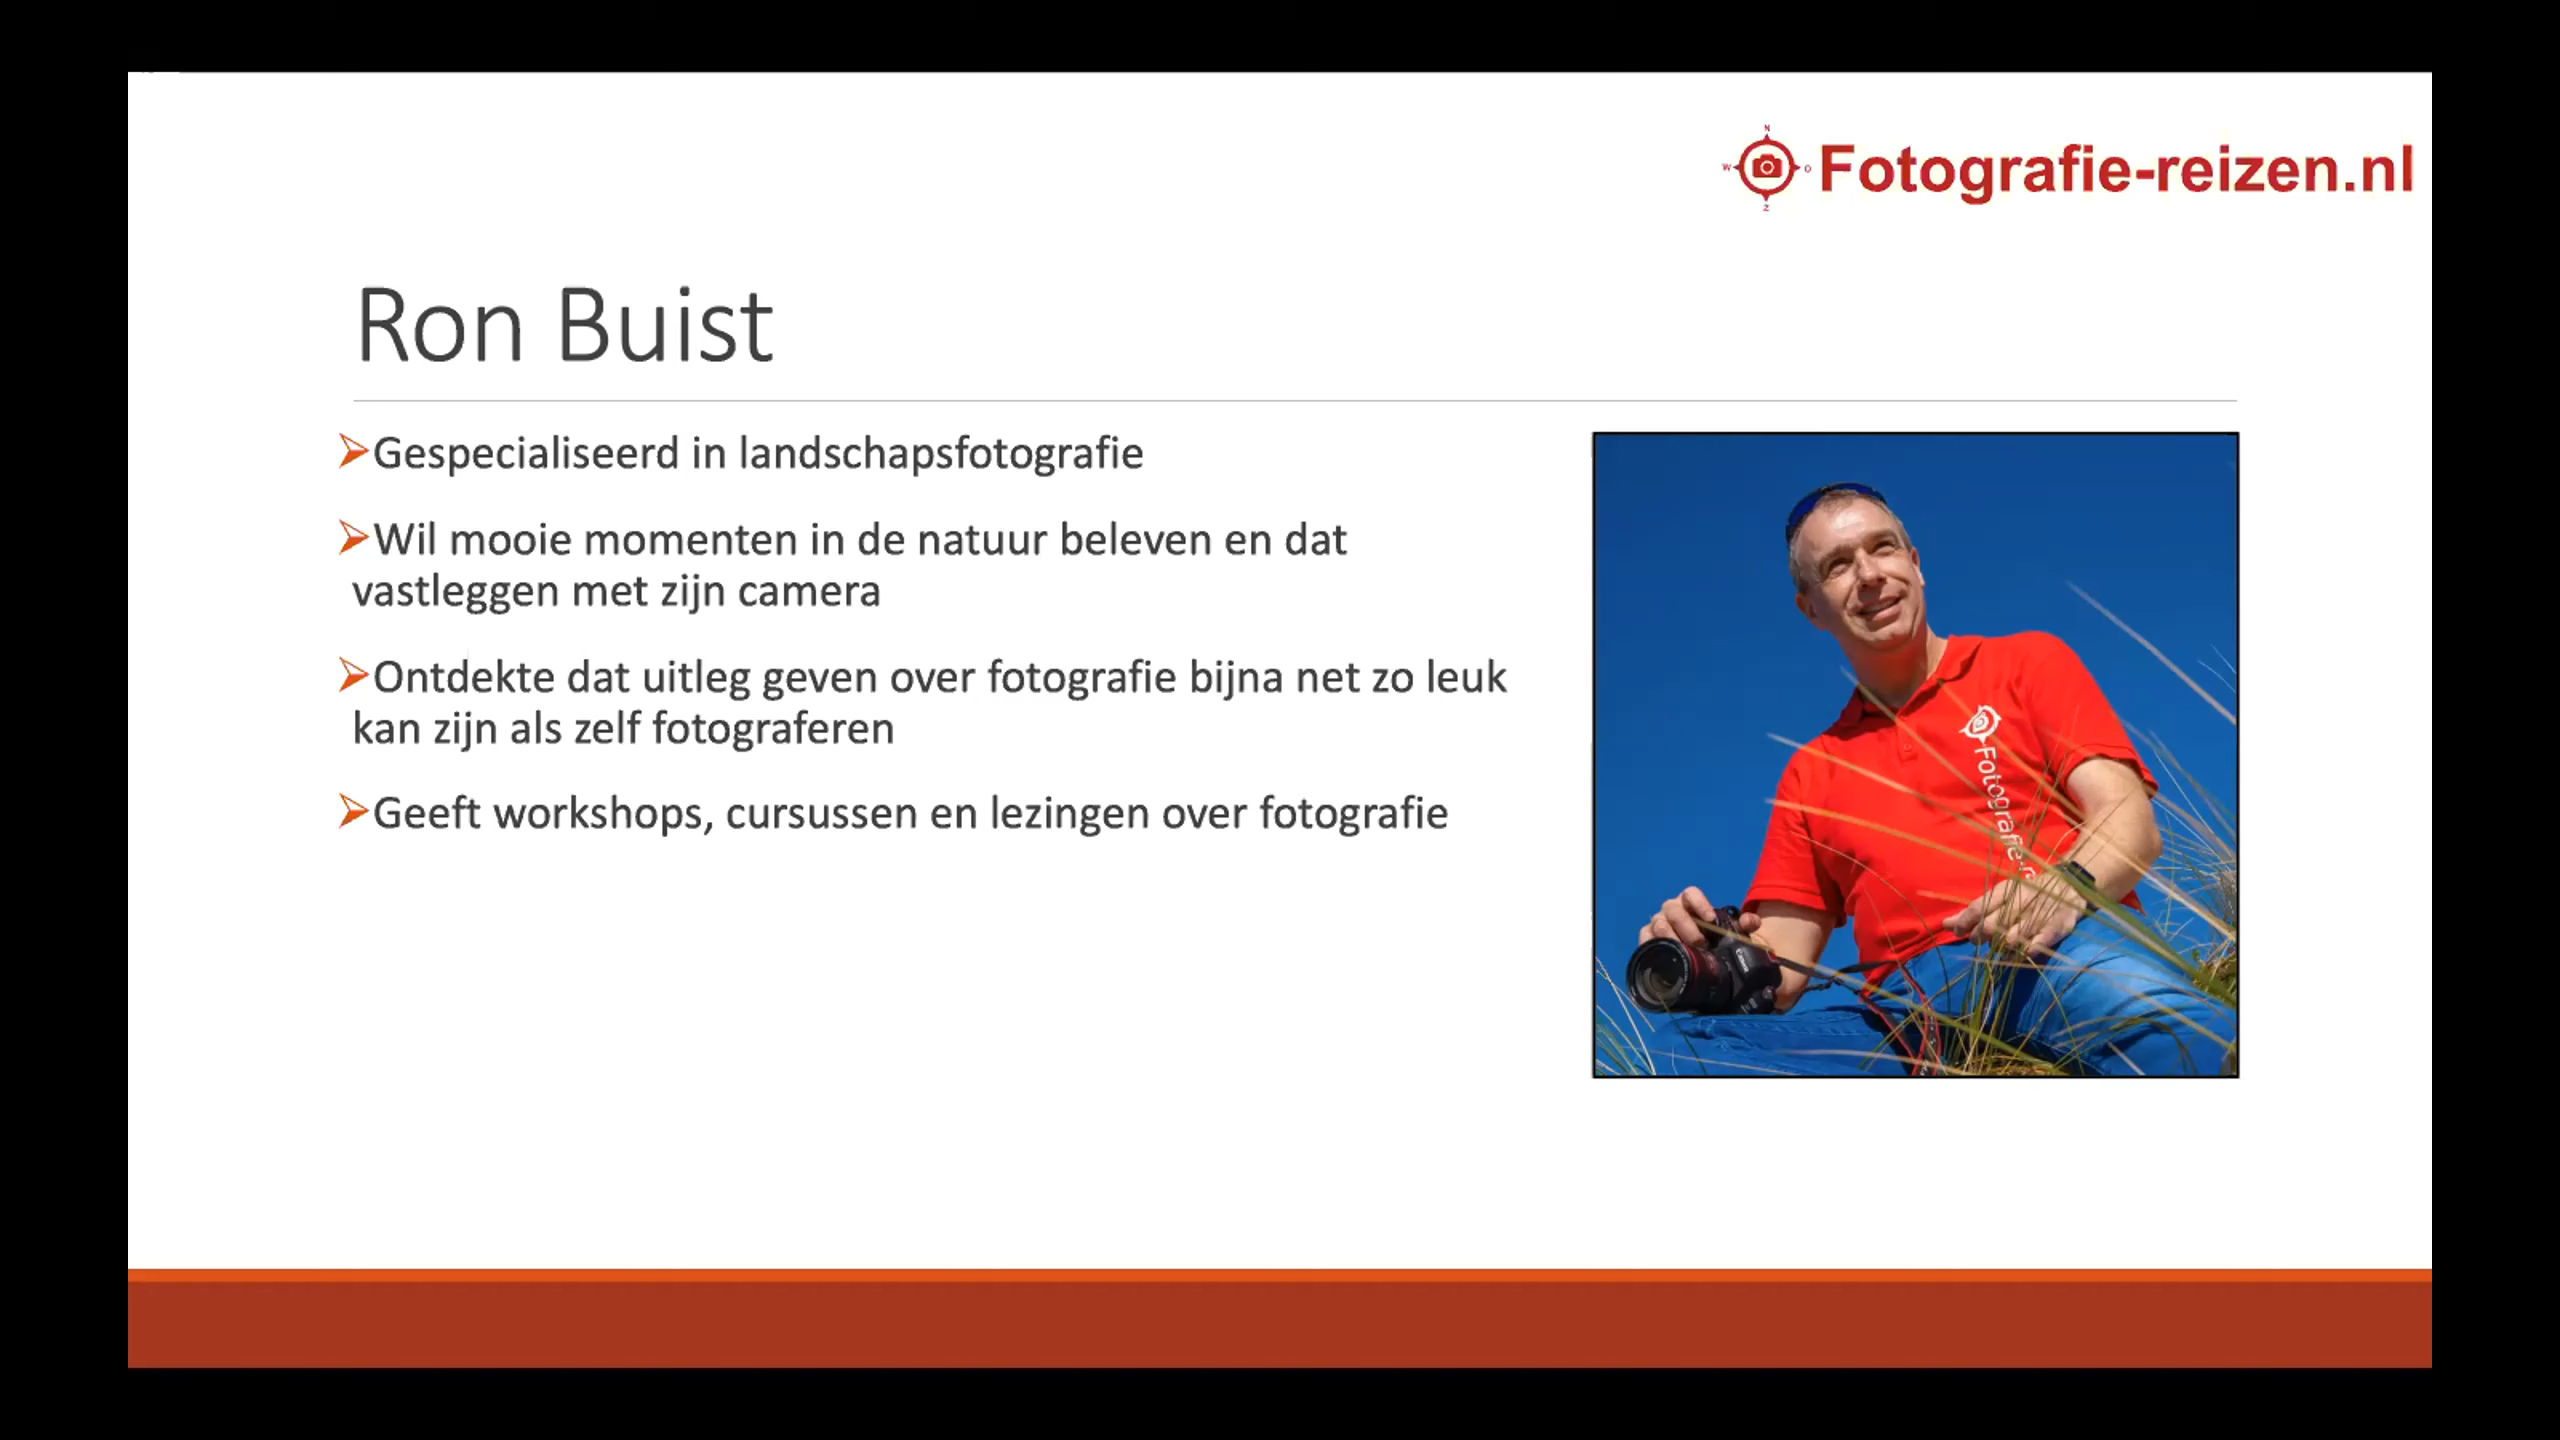 N
W O
Z
Fotografie-reizen.nl
Ron Buist
Gespecialiseerd in landschapsfotografie
Wil mooie momenten in de natuur beleven en dat
vastleggen met zijn camera
Ontdekte dat uitleg geven over fotografie bijna net zo leuk
kan zijn als zelf fotograferen
Geeft workshops, cursussen en lezingen over fotografie
Fotografie-r
Canon